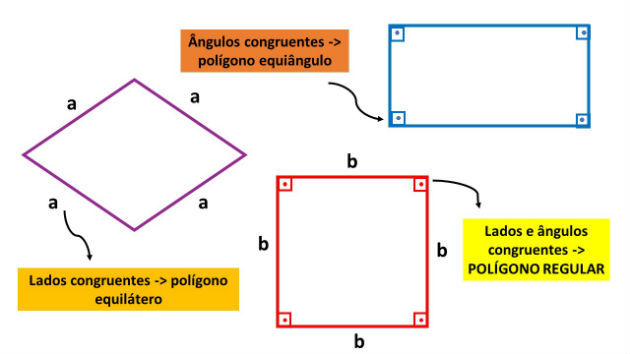 Ângulos congruentes ->
polígono equiângulo
a
a
a
a
Lados congruentes -> polígono
equilátero
b
b
b
b
Lados e ângulos
congruentes ->
POLÍGONO REGULAR